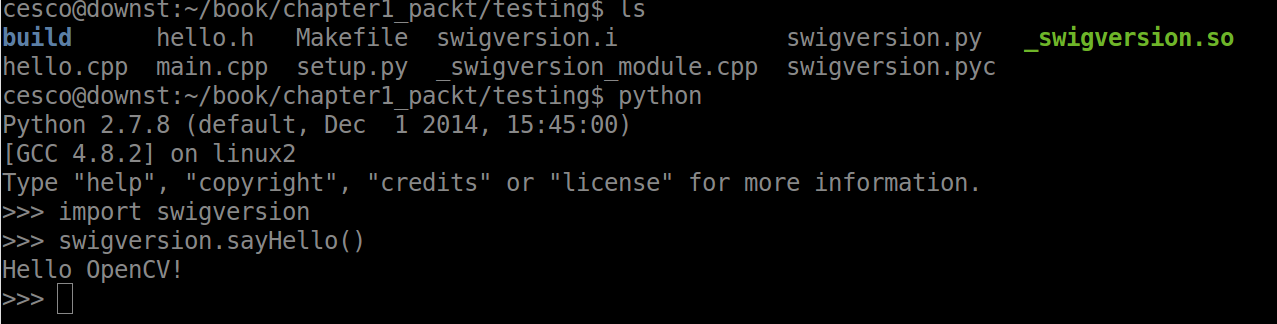 cesco@downst:~/book/chapter1_packt/testing$ ls
build      hello.h   Makefile  swigversion.i            swigversion.py   _swigversion.so
hello.cpp  main.cpp  setup.py  _swigversion_module.cpp  swigversion.pyc
cesco@downst:~/book/chapter1_packt/testing$ python
Python 2.7.8 (default, Dec  1 2014, 15:45:00)
[GCC 4.8.2] on linux2
Type "help", "copyright", "credits" or "license" for more information.
>>> import swigversion
>>> swigversion.sayHello()
Hello OpenCV!
>>>